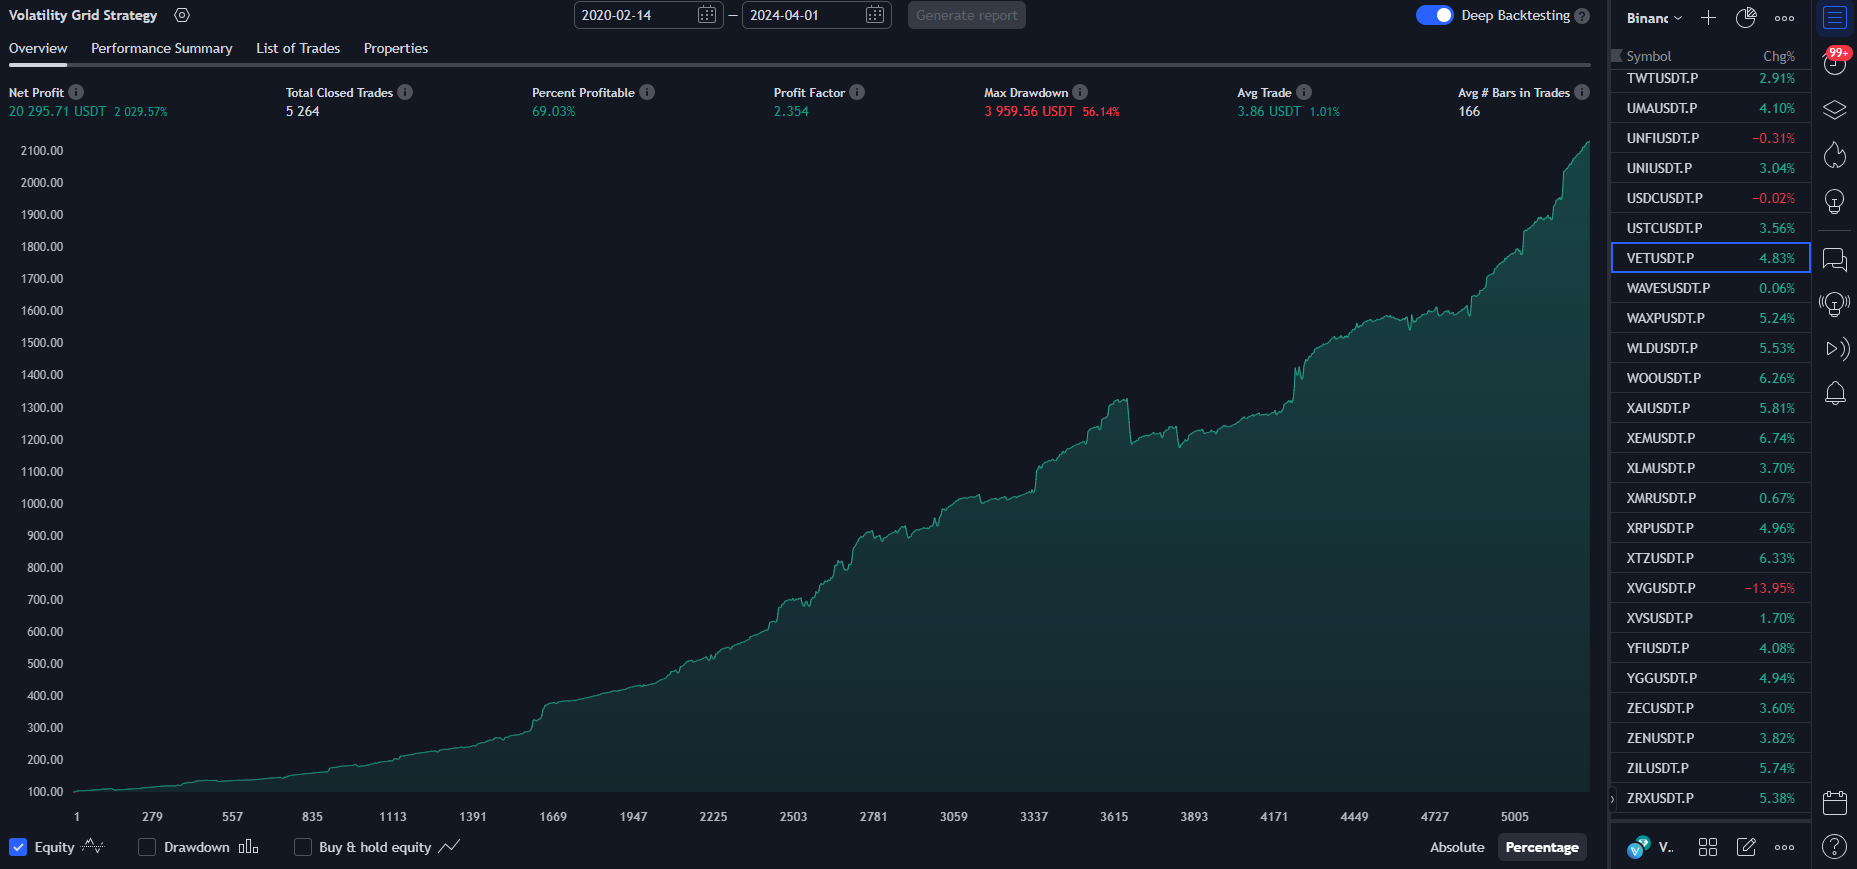 Volatility Grid Strategy
2020-02-14 — 2024-04-01 Generate report
Deep Backtesting ?
Overview Performance Summary List of Trades Properties
Net Profit
20 295.71 USDT 2 029.57%
Total Closed Trades
5 264
Percent Profitable
69.03%
Profit Factor
2.354
Max Drawdown
3 959.56 USDT 56.14%
Avg Trade
3.86 USDT 1.01%
Avg # Bars in Trades
166
2100.00
2000.00
1900.00
1800.00
1700.00
1600.00
1500.00
1400.00
1300.00
1200.00
1100.00
1000.00
900.00
800.00
700.00
600.00
500.00
400.00
300.00
200.00
100.00
1 279 557 835 1113 1391 1669 1947 2225 2503 2781 3059 3337 3615 3893 4171 4449 4727 5005
Equity Drawdown Buy & hold equity
Absolute Percentage
Binanc
99+
Symbol Chg%
TWTUSDT.P 2.91%
UMAUSDT.P 4.10%
UNFIUSDT.P −0.31%
UNIUSDT.P 3.04%
USDCUSDT.P −0.02%
USTCUSDT.P 3.56%
VETUSDT.P 4.83%
WAVESUSDT.P 0.06%
WAXPUSDT.P 5.24%
WLDUSDT.P 5.53%
WOOUSDT.P 6.26%
XAIUSDT.P 5.81%
XEMUSDT.P 6.74%
XLMUSDT.P 3.70%
XMRUSDT.P 0.67%
XRPUSDT.P 4.96%
XTZUSDT.P 6.33%
XVGUSDT.P −13.95%
XVSUSDT.P 1.70%
YFIUSDT.P 4.08%
YGGUSDT.P 4.94%
ZECUSDT.P 3.60%
ZENUSDT.P 3.82%
ZILUSDT.P 5.74%
ZRXUSDT.P 5.38%
V..